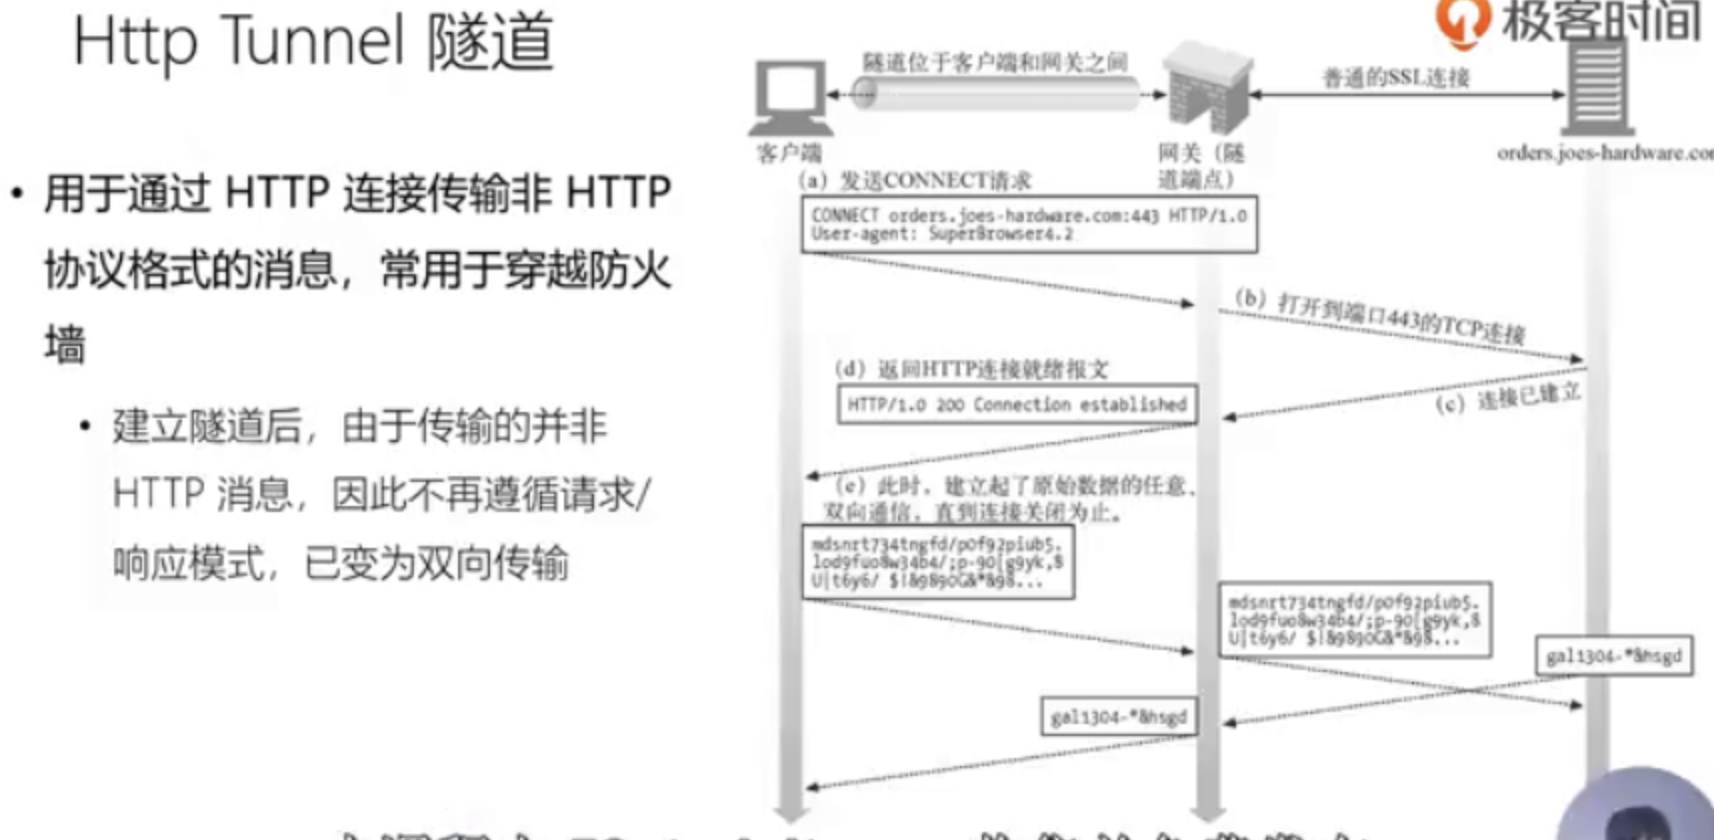 Http Tunnel 隧道
极客时间
• 用于通过 HTTP 连接传输非 HTTP
协议格式的消息，常用于穿越防火
墙
• 建立隧道后，由于传输的并非
HTTP 消息，因此不再遵循请求/
响应模式，已变为双向传输
隧道位于客户端和网关之间
普通的SSL连接
客户端
网关（隧
道端点）
orders.joes-hardware.com
（a）发送CONNECT请求
CONNECT orders.joes-hardware.com:443 HTTP/1.0
User-agent: SuperBrowser4.2
（b）打开到端口443的TCP连接
（c）连接已建立
（d）返回HTTP连接就绪报文
HTTP/1.0 200 Connection established
（e）此时，建立起了原始数据的任意、
双向通信，直到连接关闭为止。
mdsnrt734tngfd/p0f92piub5.
lod9fuo8w34b4/;p-90[g9yk,8
U|t6y6/ $!&9890G&*&98...
mdsnrt734tngfd/p0f92piub5.
lod9fuo8w34b4/;p-90[g9yk,8
U|t6y6/ $!&9890G&*&98...
gal1304-*&hsgd
gal1304-*&hsgd